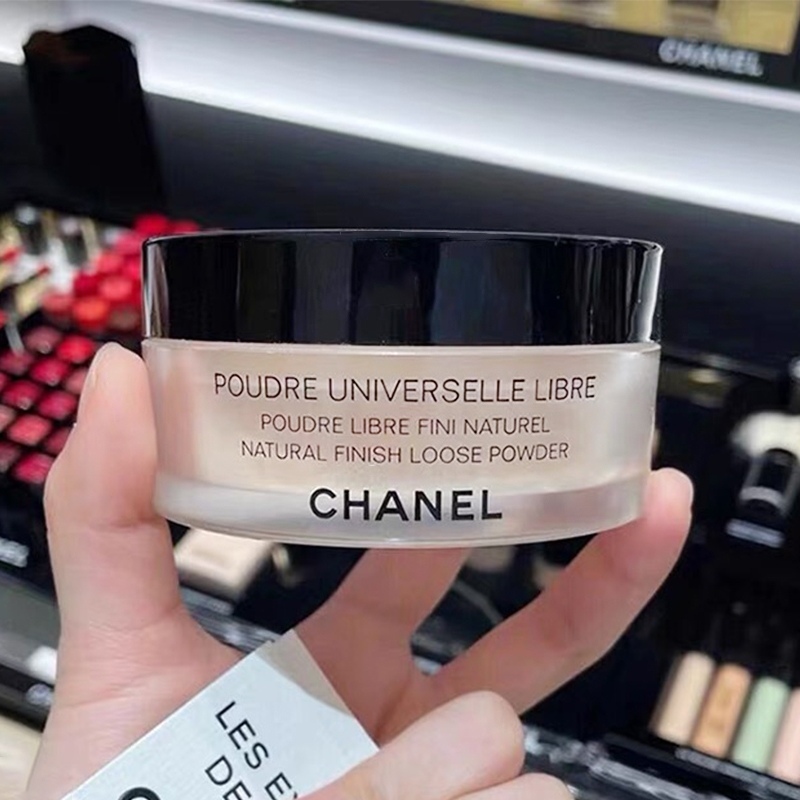 CHANEL
POUDRE UNIVERSELLE LIBRE
POUDRE LIBRE FINI NATUREL
NATURAL FINISH LOOSE POWDER
CHANEL
LES
DE